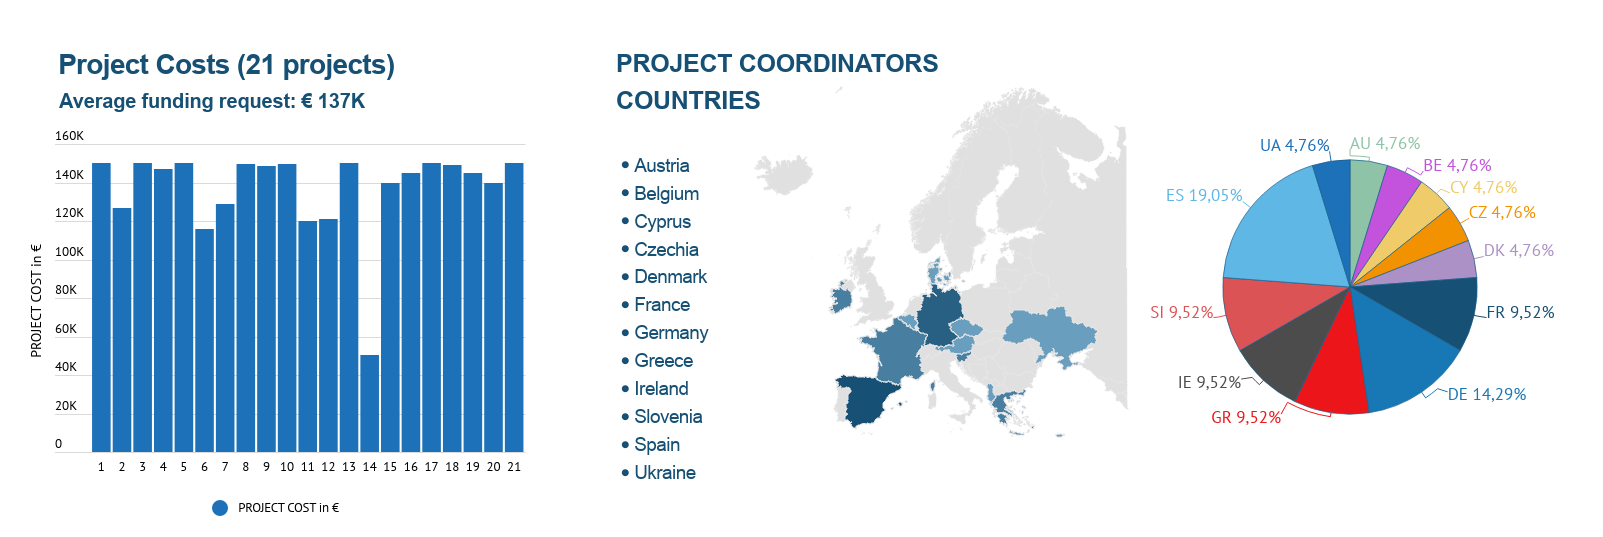 Project Costs (21 projects)
Average funding request: € 137K
160K
140K
120K
100K
80K
60K
40K
20K
0
PROJECT COST in €
1 2 3 4 5 6 7 8 9 10 11 12 13 14 15 16 17 18 19 20 21
PROJECT COST in €
PROJECT COORDINATORS
COUNTRIES
• Austria
• Belgium
• Cyprus
• Czechia
• Denmark
• France
• Germany
• Greece
• Ireland
• Slovenia
• Spain
• Ukraine
UA 4,76%
AU 4,76%
BE 4,76%
CY 4,76%
CZ 4,76%
DK 4,76%
FR 9,52%
DE 14,29%
GR 9,52%
IE 9,52%
SI 9,52%
ES 19,05%